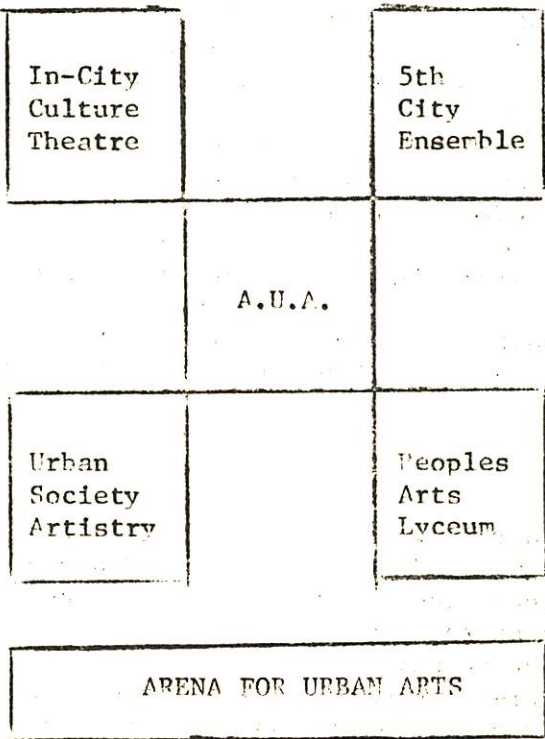 In-City
Culture
Theatre
5th
City
Ensemble
A.U.A.
Urban
Society
Artistry
Peoples
Arts
Lyceum
ARENA FOR URBAN ARTS